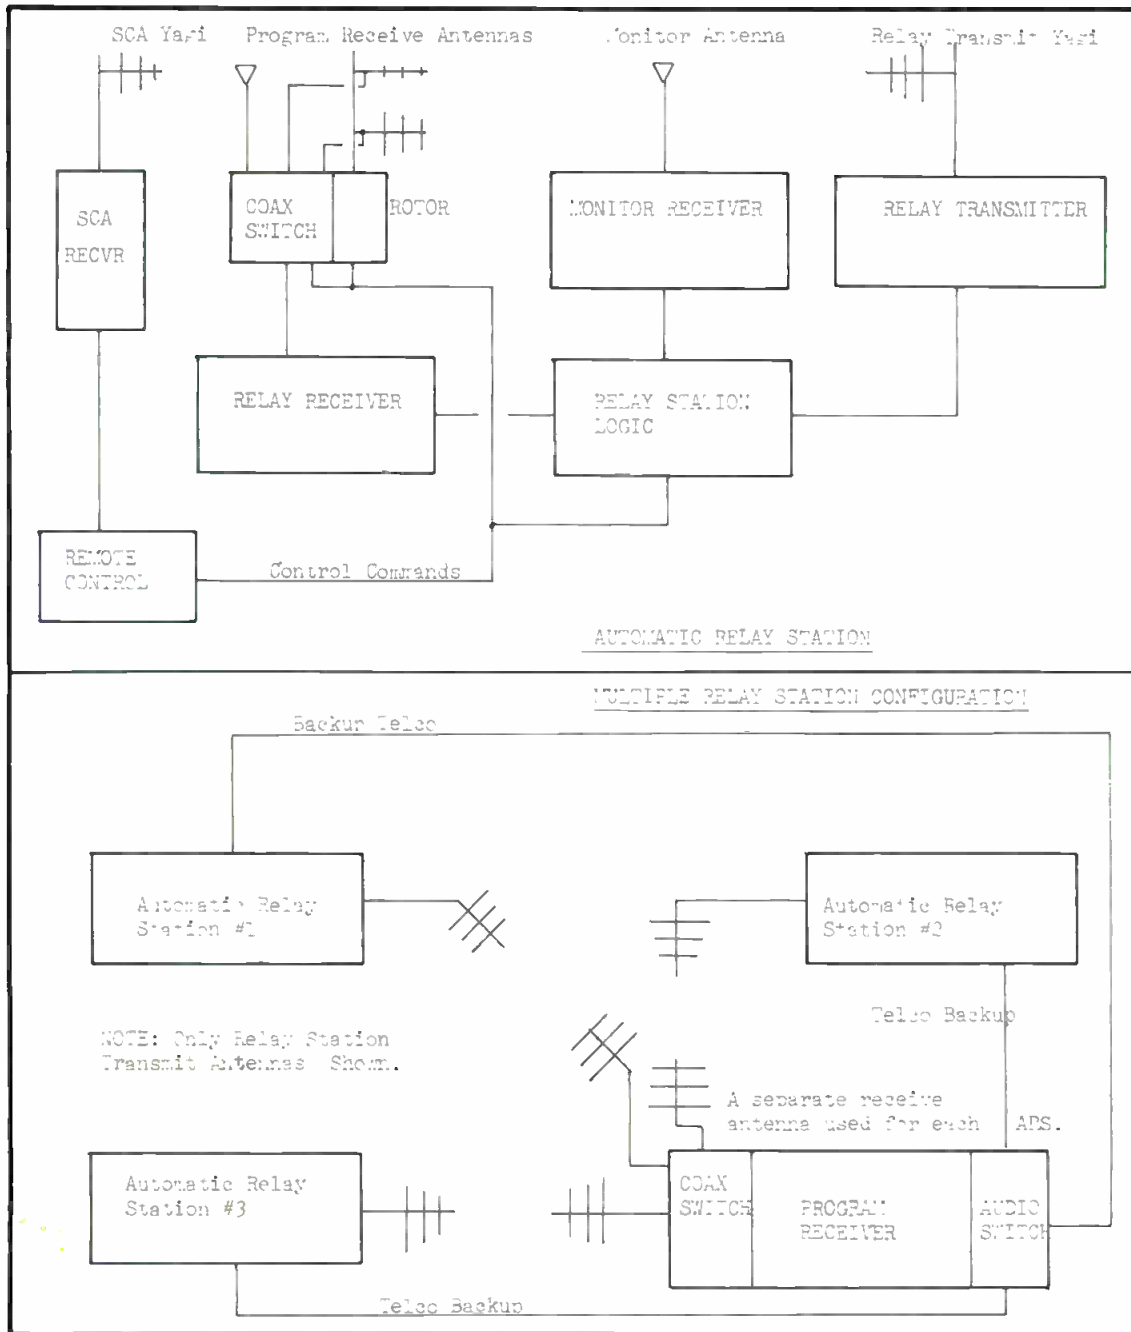 SCA Yagi Program Receive Antennas Monitor Antenna Relay Transmit Yagi
SCA
RECVR
COAX
SWITCH
ROTOR
MONITOR RECEIVER
RELAY TRANSMITTER
RELAY RECEIVER
RELAY STATION
LOGIC
REMOTE
CONTROL
Control Commands
AUTOMATIC RELAY STATION
MULTIPLE RELAY STATION CONFIGURATION
Backup Telco
Automatic Relay
Station #1
Automatic Relay
Station #2
Telco Backup
NOTE: Only Relay Station
Transmit Antennas Shown.
A separate receive
antenna used for each ARS.
Automatic Relay
Station #3
COAX
SWITCH
PROGRAM
RECEIVER
AUDIO
SWITCH
Telco Backup